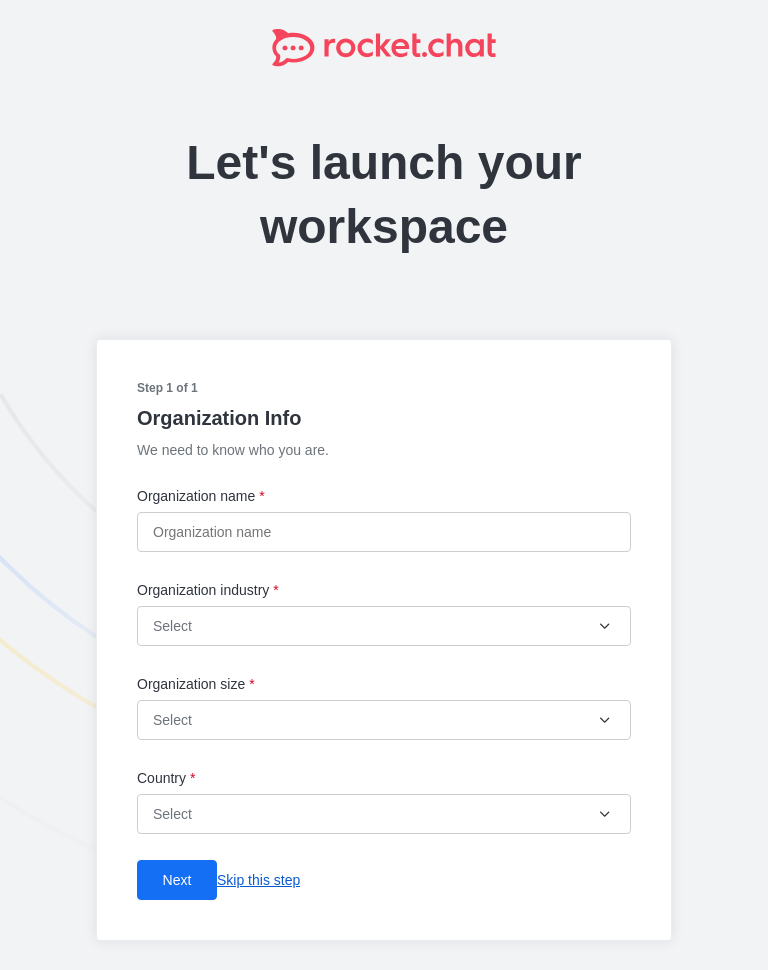 rocket.chat
Let's launch your
workspace
Step 1 of 1
Organization Info
We need to know who you are.
Organization name *
Organization name
Organization industry *
Select
Organization size *
Select
Country *
Select
Next Skip this step